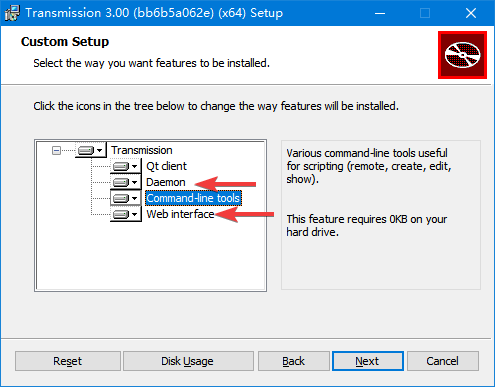 Transmission 3.00 (bb6b5a062e) (x64) Setup
Custom Setup
Select the way you want features to be installed.
Click the icons in the tree below to change the way features will be installed.
Transmission
Qt client
Daemon
Command-line tools
Web interface
Various command-line tools useful
for scripting (remote, create, edit,
show).
This feature requires 0KB on your
hard drive.
Reset
Disk Usage
Back
Next
Cancel